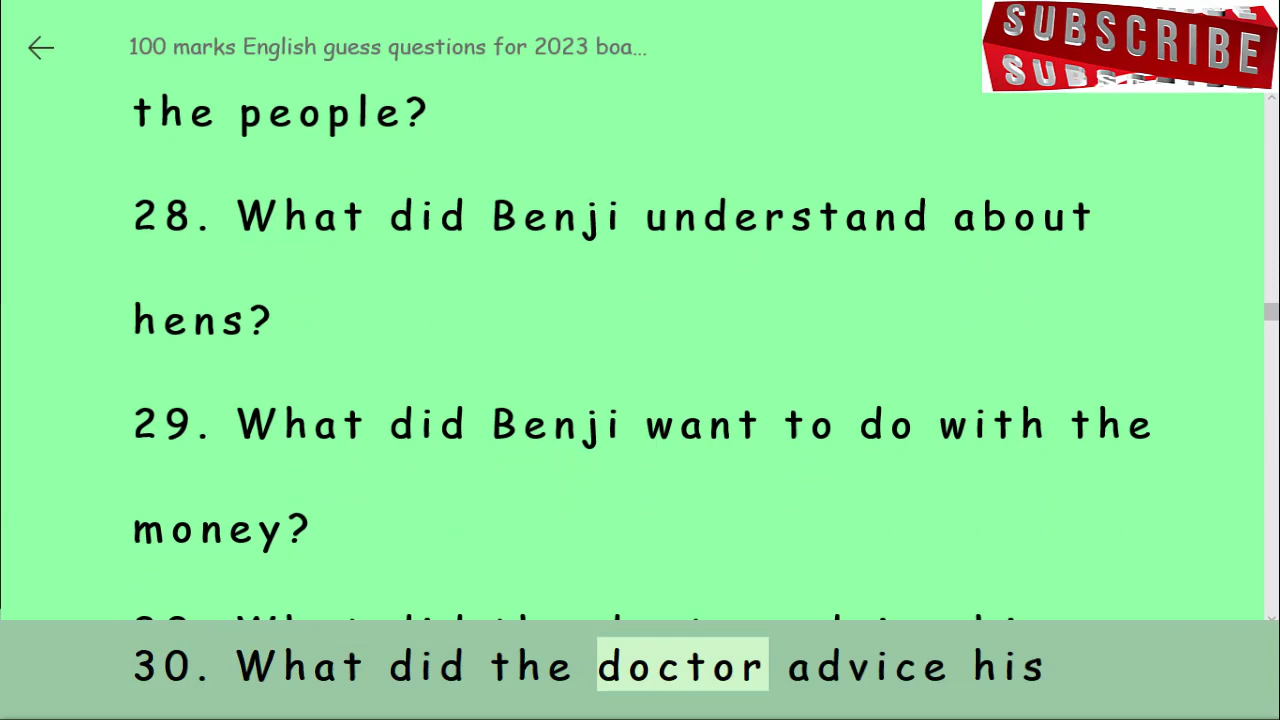 100 marks English guess questions for 2023 boa...
SUBSCRIBE
the people?
28. What did Benji understand about
hens?
29. What did Benji want to do with the
money?
30. What did the doctor advice his